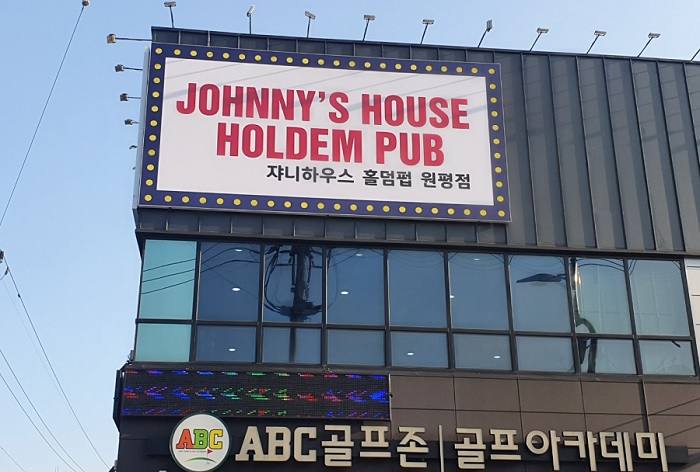 JOHNNY'S HOUSE
HOLDEM PUB
쟈니하우스 홀덤펍 원평점
ABC
ABC골프존 | 골프아카데미